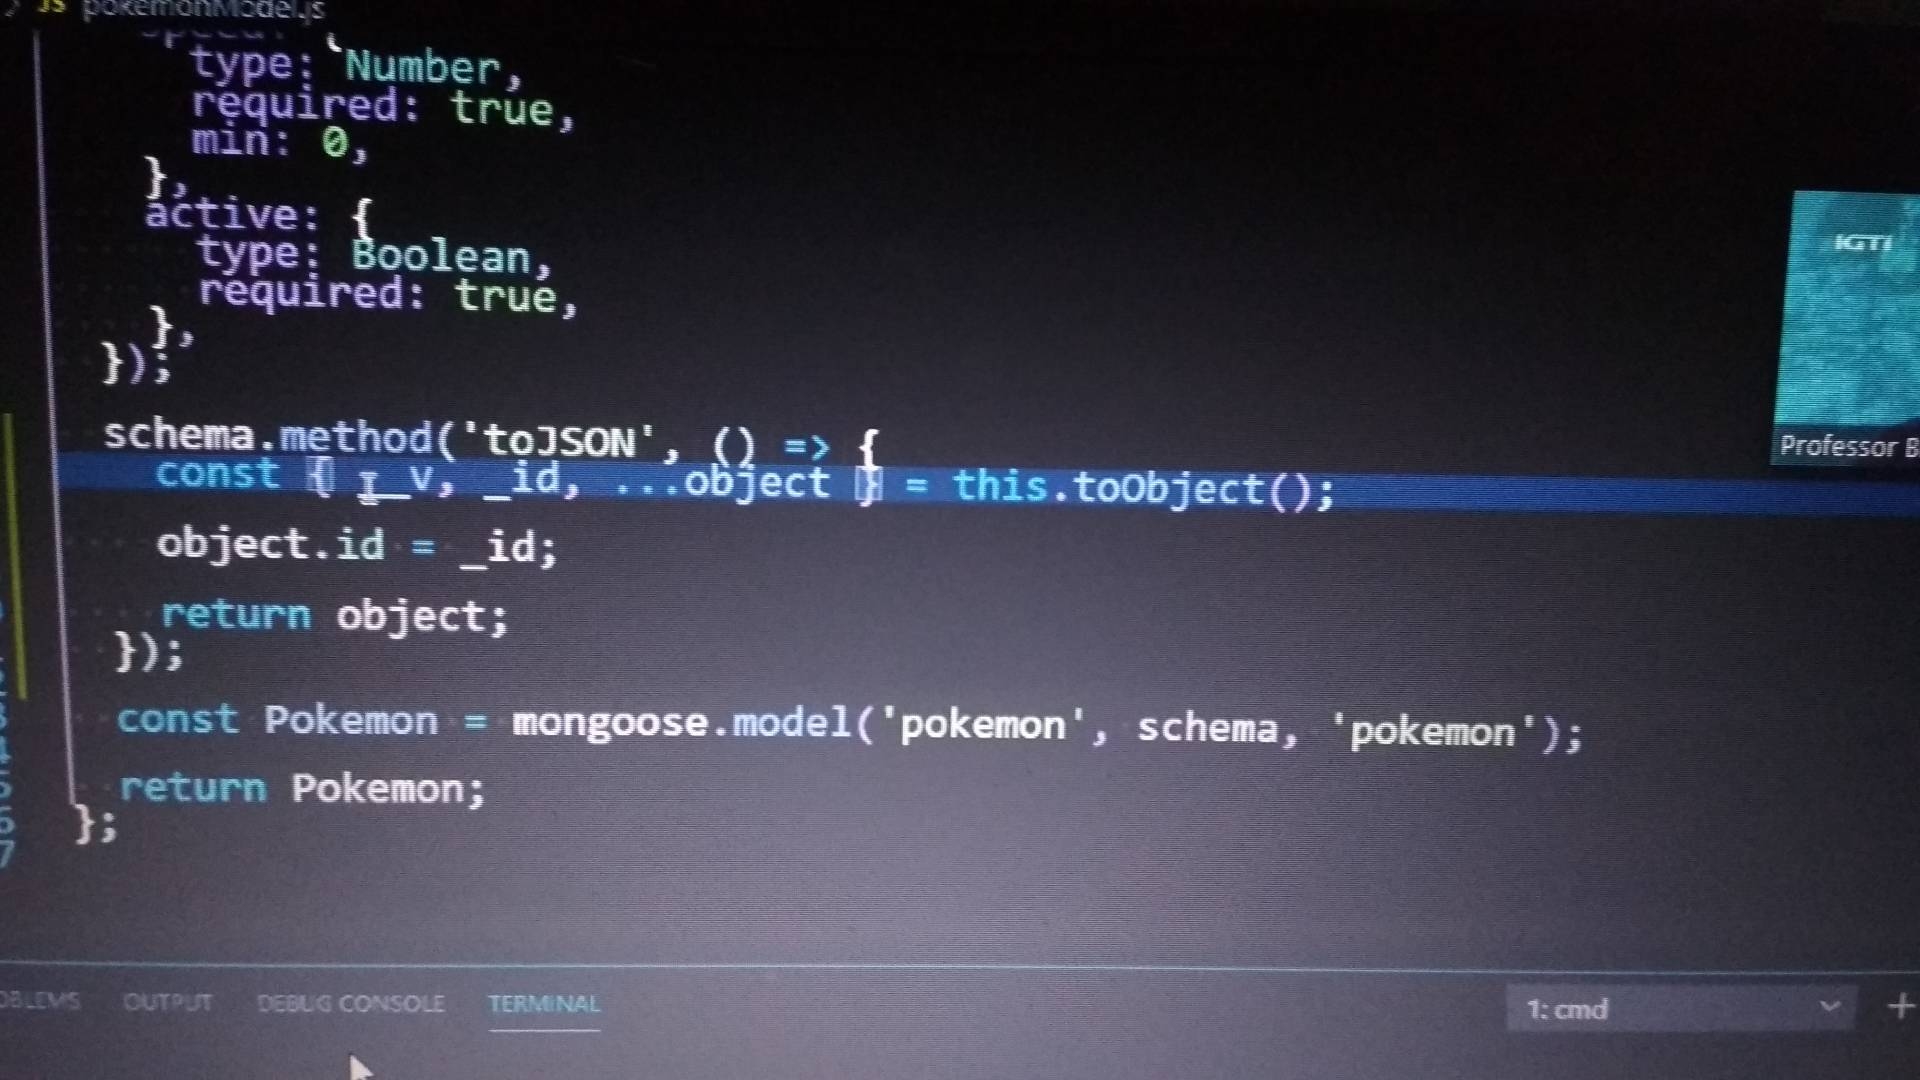 JS pokemonModel.js
speed: {
type: Number,
required: true,
min: 0,
},
active: {
type: Boolean,
required: true,
},
});
schema.method('toJSON', () => {
const { __v, _id, ...object } = this.toObject();
object.id = _id;
return object;
});
const Pokemon = mongoose.model('pokemon', schema, 'pokemon');
return Pokemon;
};
7
IGTI
Professor
OUTPUT
DEBUG CONSOLE
TERMINAL
1: cmd
+